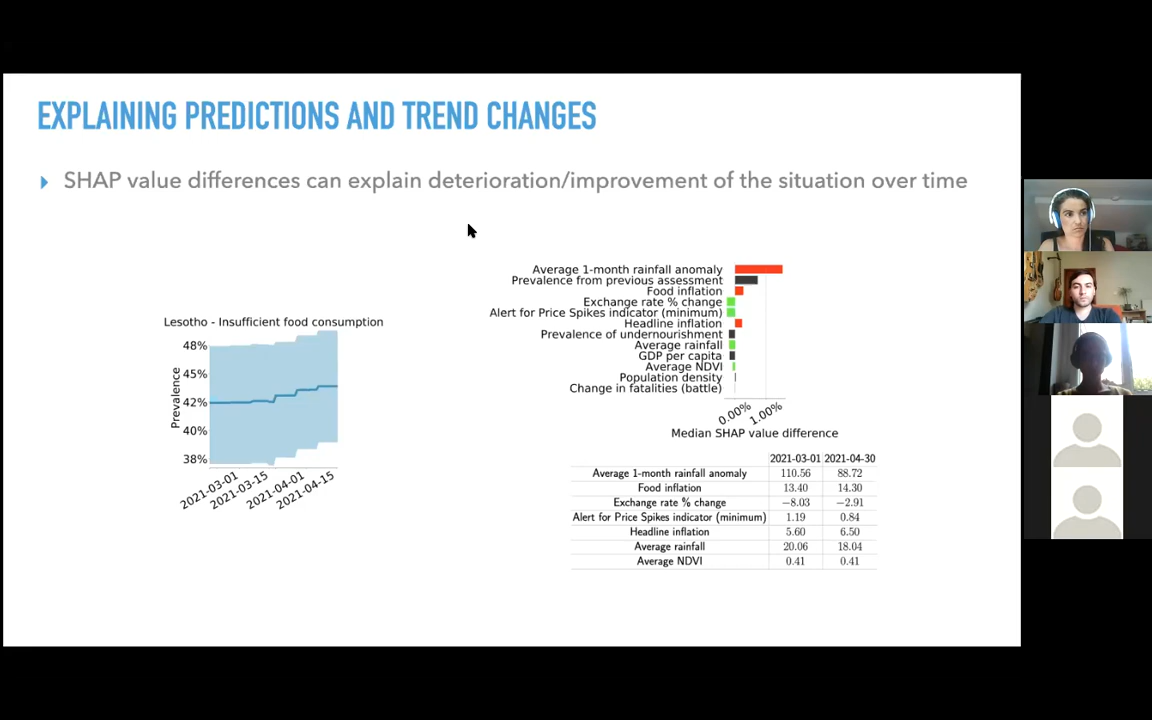 EXPLAINING PREDICTIONS AND TREND CHANGES
SHAP value differences can explain deterioration/improvement of the situation over time
Lesotho - Insufficient food consumption
48%
45%
42%
40%
38%
Prevalence
2021-03-01
2021-03-15
2021-04-01
2021-04-15
Average 1-month rainfall anomaly
Prevalence from previous assessment
Food inflation
Exchange rate % change
Alert for Price Spikes indicator (minimum)
Headline inflation
Prevalence of undernourishment
Average rainfall
GDP per capita
Average NDVI
Population density
Change in fatalities (battle)
0.00% 1.00%
Median SHAP value difference
2021-03-01 2021-04-30
Average 1-month rainfall anomaly 110.56 88.72
Food inflation 13.40 14.30
Exchange rate % change −8.03 −2.91
Alert for Price Spikes indicator (minimum) 1.19 0.84
Headline inflation 5.60 6.50
Average rainfall 20.06 18.04
Average NDVI 0.41 0.41